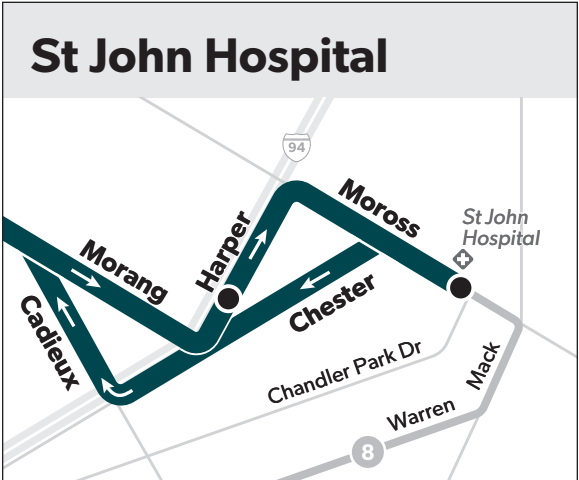 St John Hospital
94
Moross
St John
Hospital
Harper
Morang
Chester
Cadieux
Chandler Park Dr
Mack
Warren
8